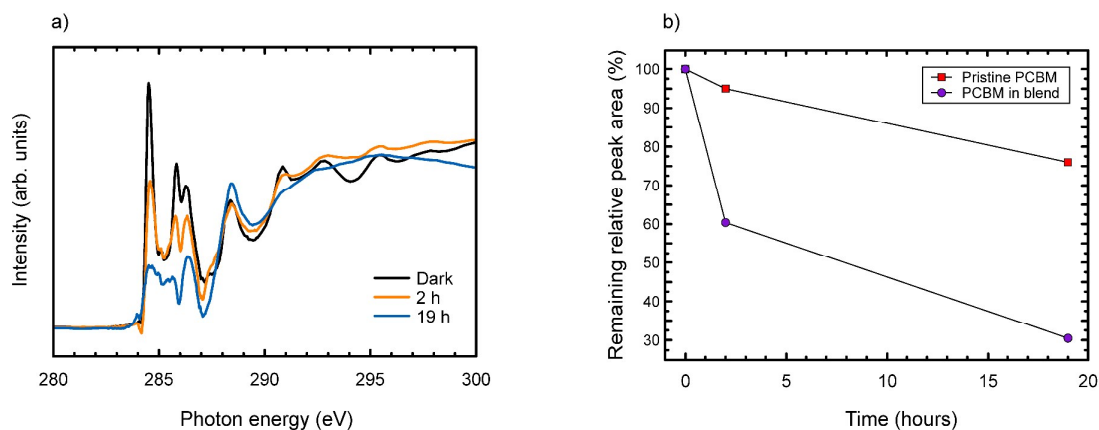 a)
Intensity (arb. units)
Dark
2 h
19 h
280 285 290 295 300
Photon energy (eV)
b)
Remaining relative peak area (%)
100
90
80
70
60
50
40
30
Pristine PCBM
PCBM in blend
0 5 10 15 20
Time (hours)